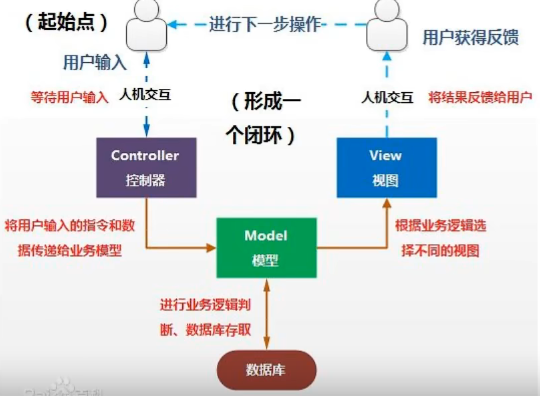 （起始点）
进行下一步操作
用户输入
用户获得反馈
等待用户输入
人机交互
（形成一
个闭环）
人机交互
将结果反馈给用户
Controller
控制器
View
视图
将用户输入的指令和数
据传递给业务模型
Model
模型
根据业务逻辑选
择不同的视图
进行业务逻辑判
断、数据库存取
数据库